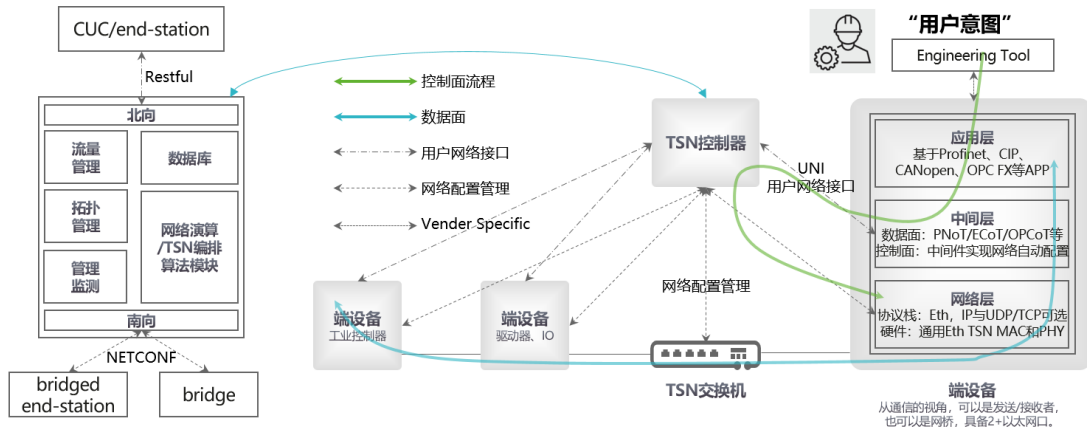 CUC/end-station
Restful
北向
流量
管理
数据库
拓扑
管理
网络演算
/TSN编排
算法模块
管理
监测
南向
NETCONF
bridged
end-station
bridge
控制面流程
数据面
用户网络接口
网络配置管理
Vender Specific
TSN控制器
UNI
用户网络接口
网络配置管理
端设备
工业控制器
端设备
驱动器、IO
TSN交换机
“用户意图”
Engineering Tool
应用层
基于Profinet、CIP、
CANopen、OPC FX等APP
中间层
数据面：PNoT/ECoT/OPCoT等
控制面：中间件实现网络自动配置
网络层
协议栈：Eth，IP与UDP/TCP可选
硬件：通用Eth TSN MAC和PHY
端设备
从通信的视角，可以是发送/接收者，
也可以是网桥，具备2+以太网口。